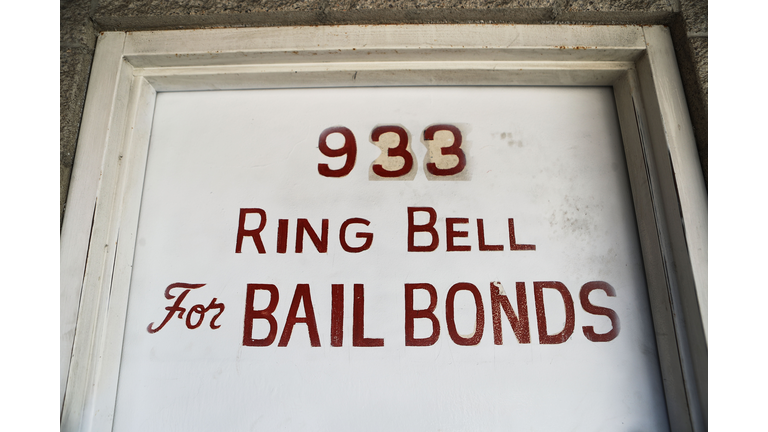 933
RING BELL
For BAIL BONDS